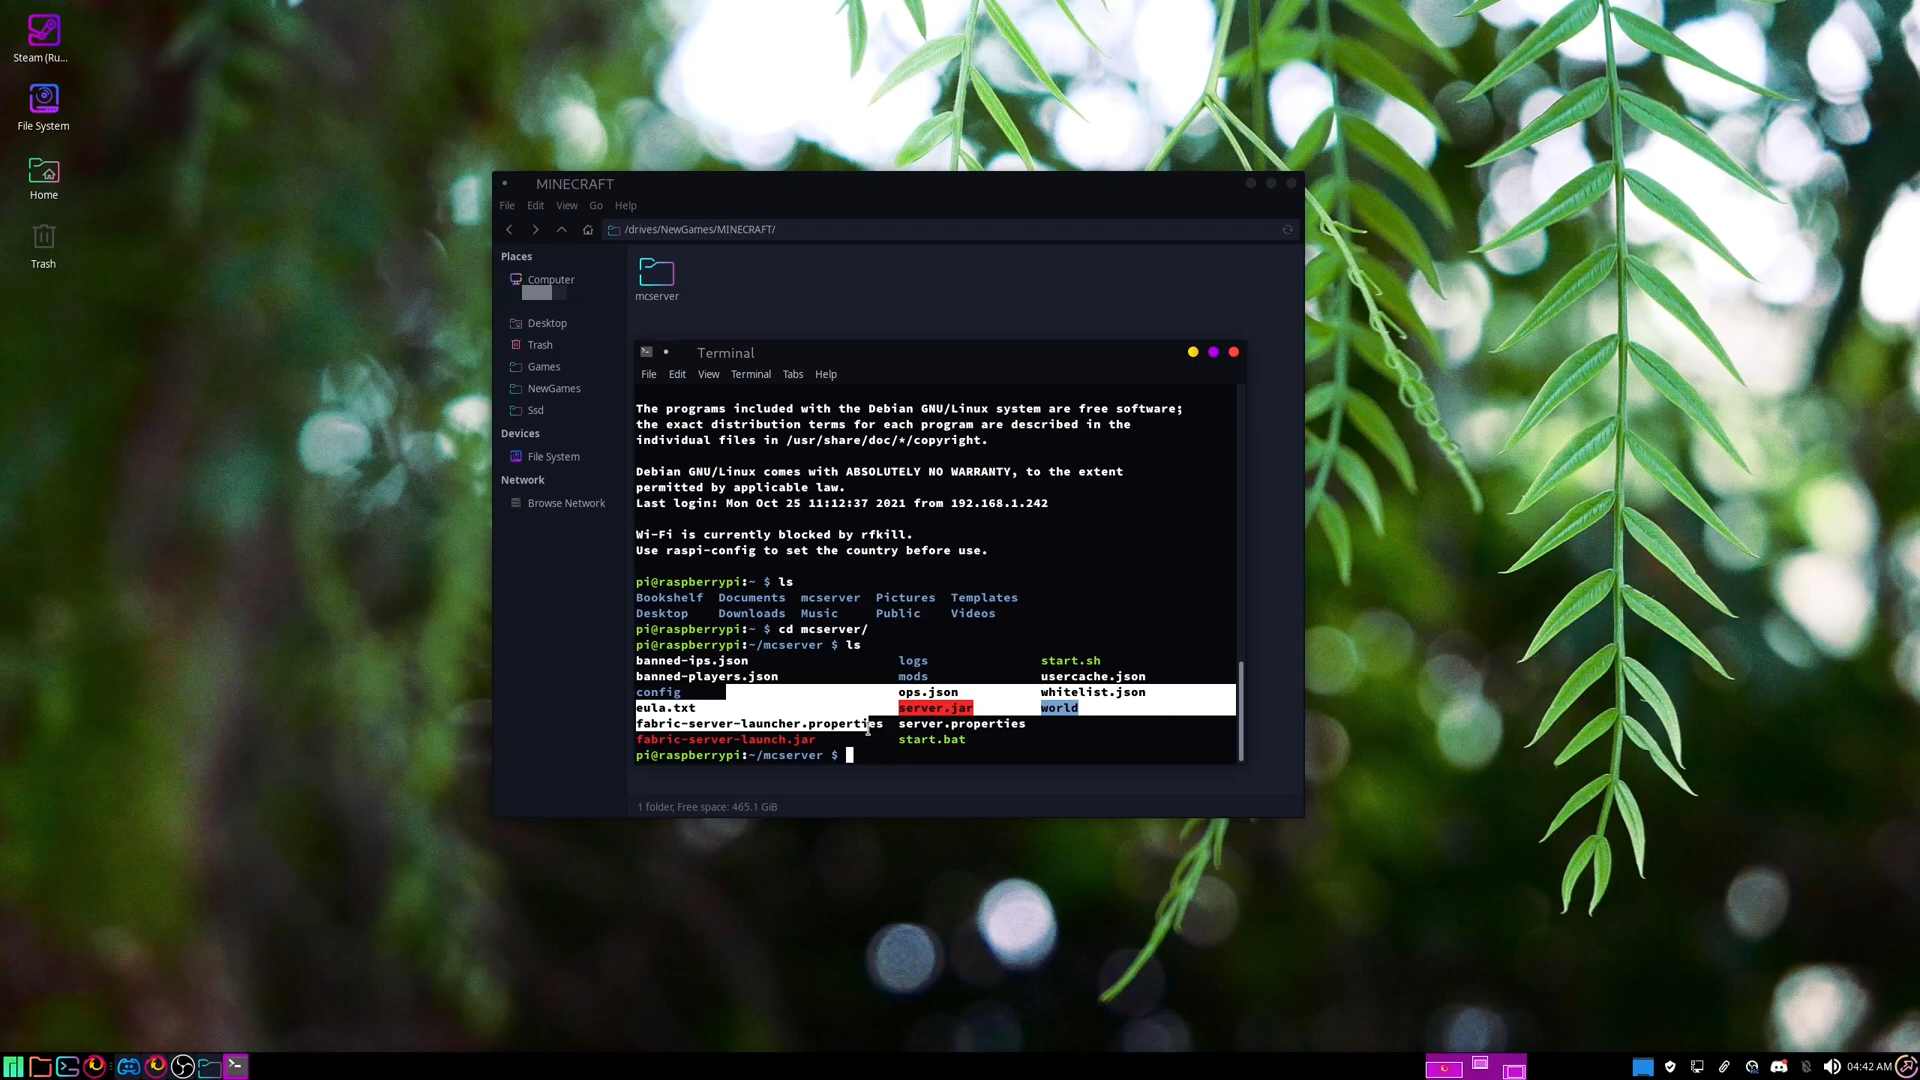 Steam (Ru...
File System
Home
Trash
MINECRAFT
File Edit View Go Help
/drives/NewGames/MINECRAFT/
Places
Computer
Desktop
Trash
Games
NewGames
Ssd
Devices
File System
Network
Browse Network
mcserver
Terminal
File Edit View Terminal Tabs Help
The programs included with the Debian GNU/Linux system are free software;
the exact distribution terms for each program are described in the
individual files in /usr/share/doc/*/copyright.
Debian GNU/Linux comes with ABSOLUTELY NO WARRANTY, to the extent
permitted by applicable law.
Last login: Mon Oct 25 11:12:37 2021 from 192.168.1.242
Wi-Fi is currently blocked by rfkill.
Use raspi-config to set the country before use.
pi@raspberrypi:~ $ ls
Bookshelf Documents mcserver Pictures Templates
Desktop Downloads Music Public Videos
pi@raspberrypi:~ $ cd mcserver/
pi@raspberrypi:~/mcserver $ ls
banned-ips.json logs start.sh
banned-players.json mods usercache.json
config ops.json whitelist.json
eula.txt server.jar world
fabric-server-launcher.properties server.properties
fabric-server-launch.jar start.bat
pi@raspberrypi:~/mcserver $
1 folder, Free space: 465.1 GiB
04:42 AM